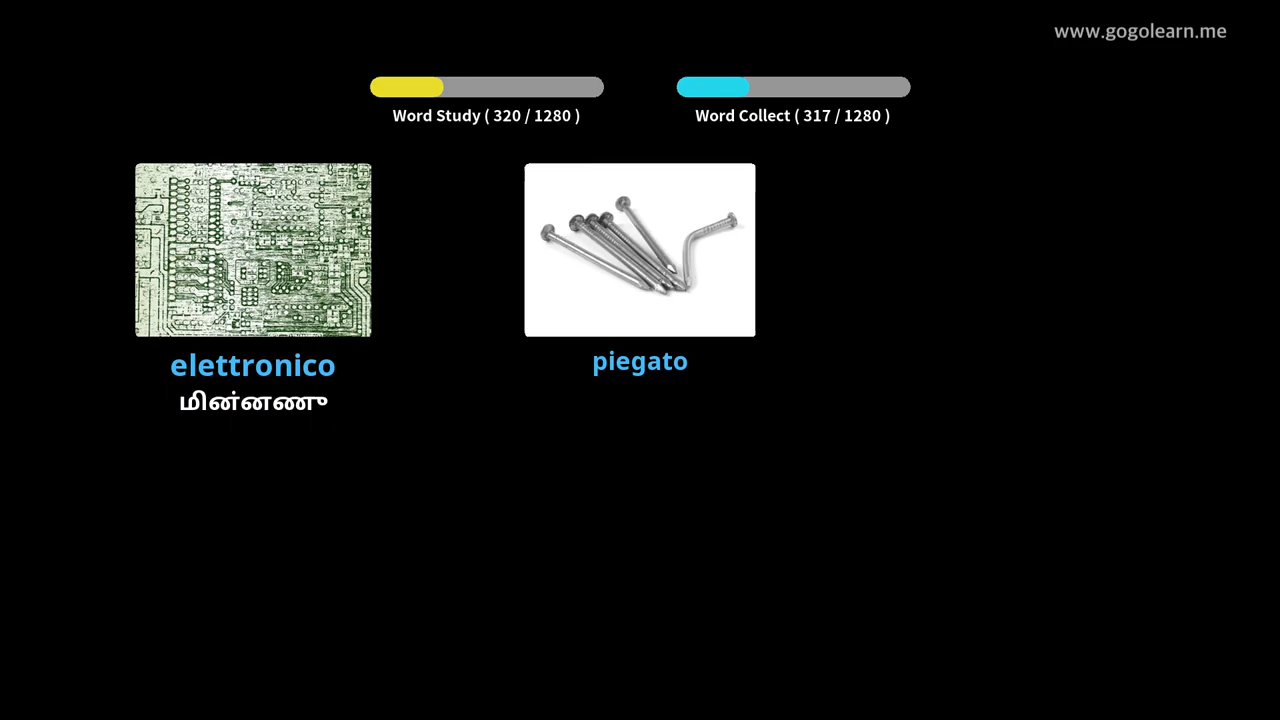 www.gogolearn.me
Word Study ( 320 / 1280 )
Word Collect ( 317 / 1280 )
elettronico
மின்னணு
piegato